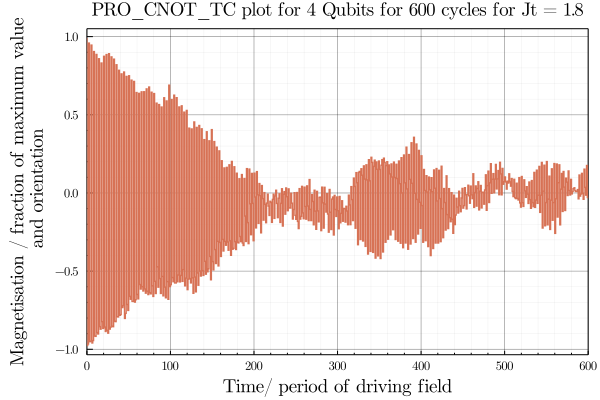 PRO_CNOT_TC plot for 4 Qubits for 600 cycles for Jt = 1.8
Magnetisation / fraction of maximum value
and orientation
1.0
0.5
0.0
−0.5
−1.0
0 100 200 300 400 500 600
Time/ period of driving field